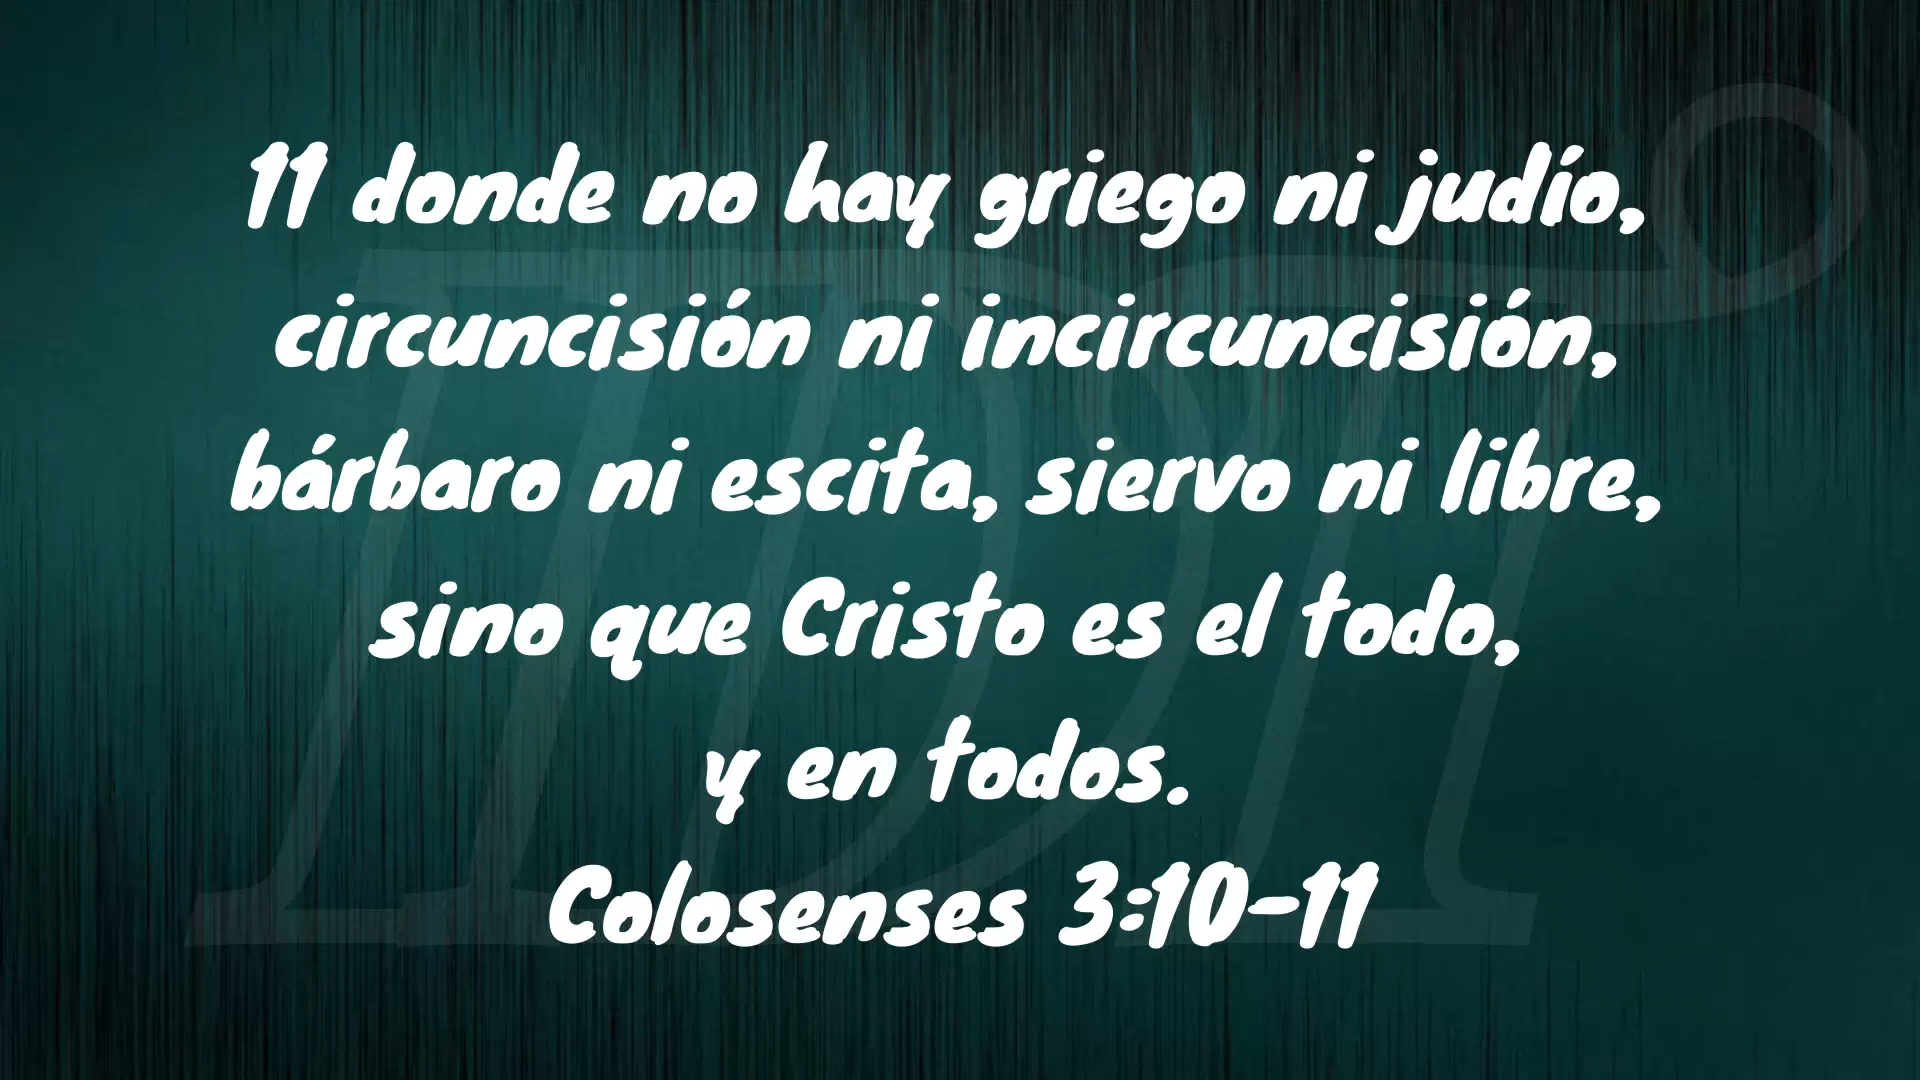 11 donde no hay griego ni judío,
circuncisión ni incircuncisión,
bárbaro ni escita, siervo ni libre,
sino que Cristo es el todo,
y en todos.
Colosenses 3:10-11